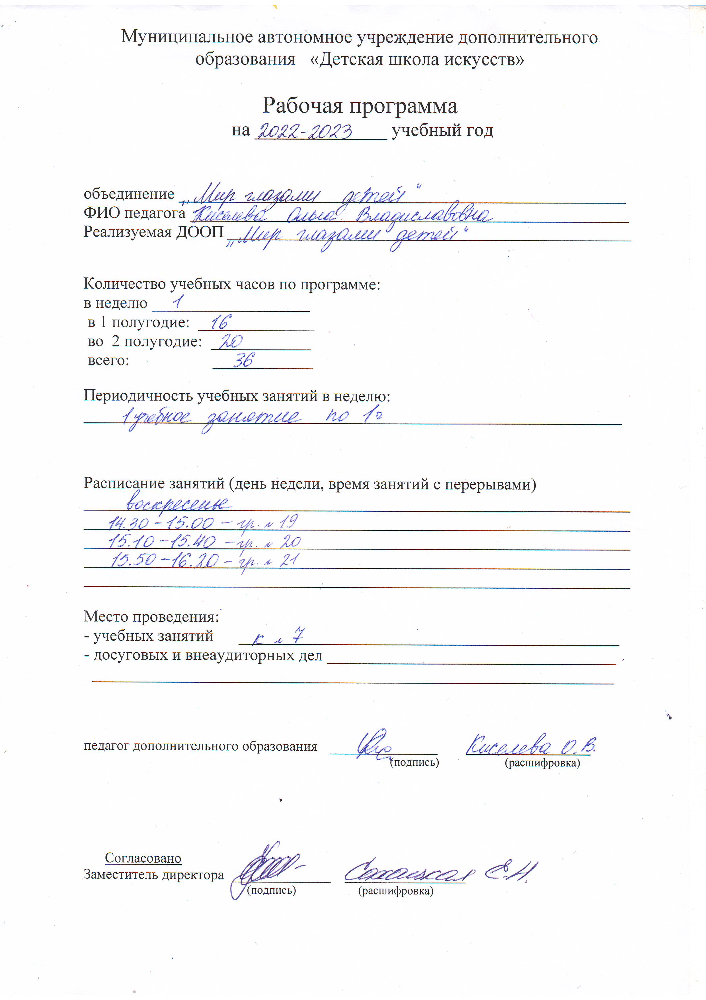 Муниципальное автономное учреждение дополнительного
образования «Детская школа искусств»
Рабочая программа
на 2022-2023 учебный год
объединение „Мир глазами детей“
ФИО педагога Киселева Ольга Владиславовна
Реализуемая ДООП „Мир глазами детей“
Количество учебных часов по программе:
в неделю 1
в 1 полугодие: 16
во 2 полугодие: 20
всего: 36
Периодичность учебных занятий в неделю:
1 учебное занятие по 1ч
Расписание занятий (день недели, время занятий с перерывами)
воскресенье
14.30 – 15.00 – гр. № 19
15.10 – 15.40 – гр. № 20
15.50 – 16.20 – гр. № 21
Место проведения:
- учебных занятий к № 7
- досуговых и внеаудиторных дел
педагог дополнительного образования Киселева О.В.
(подпись) (расшифровка)
Согласовано
Заместитель директора Е.Н.
(подпись) (расшифровка)